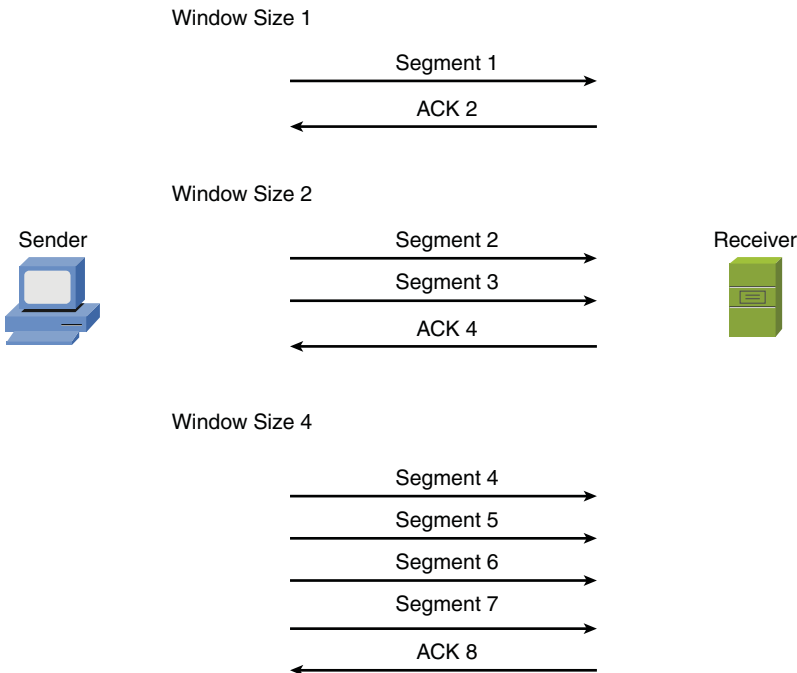 Window Size 1
Segment 1
ACK 2
Window Size 2
Sender
Segment 2
Receiver
Segment 3
ACK 4
Window Size 4
Segment 4
Segment 5
Segment 6
Segment 7
ACK 8